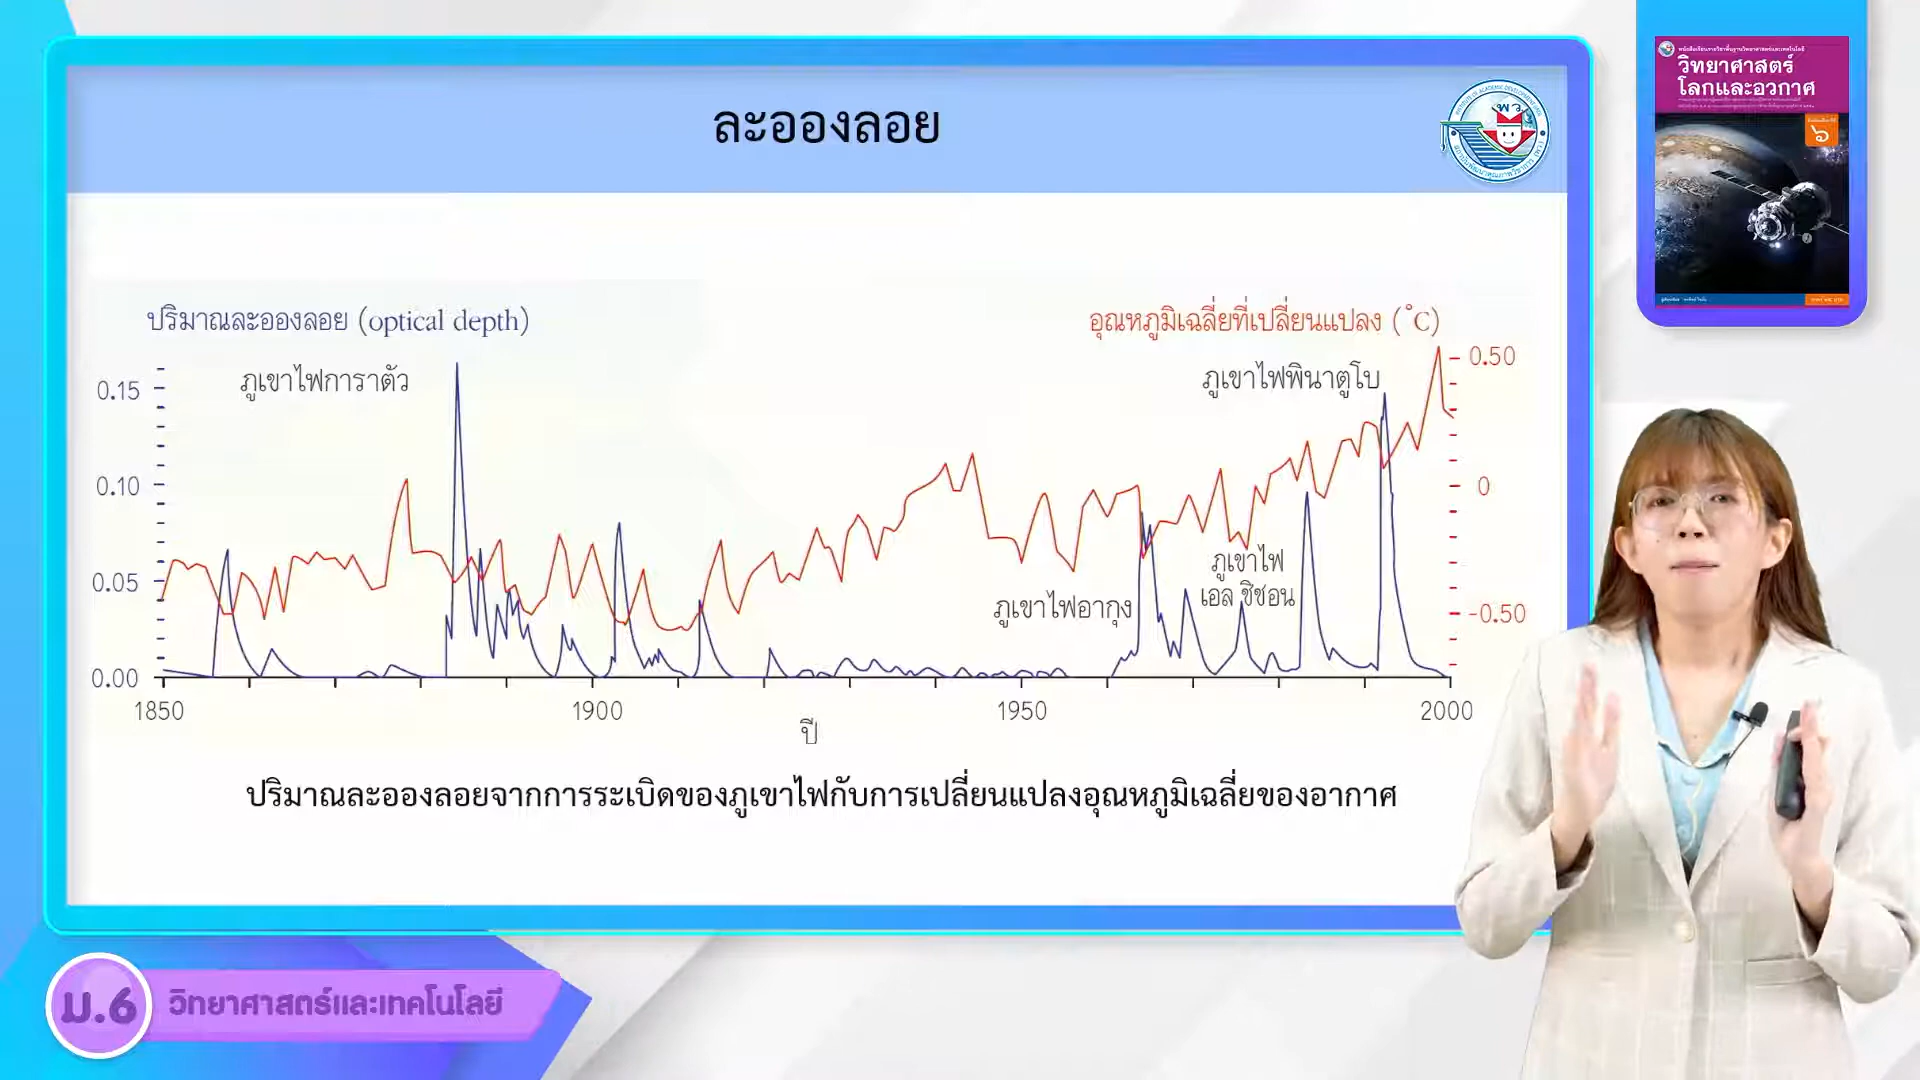 ละอองลอย
วิทยาศาสตร์
โลกและอวกาศ
๖
พว.
ปริมาณละอองลอย (optical depth)
อุณหภูมิเฉลี่ยที่เปลี่ยนแปลง (°C)
ภูเขาไฟการาตัว
ภูเขาไฟพินาตูโบ
ภูเขาไฟอากุง
ภูเขาไฟ
เอล ชิชอน
0.15
0.10
0.05
0.00
0.50
0
-0.50
1850
1900
1950
2000
ปี
ปริมาณละอองลอยจากการระเบิดของภูเขาไฟกับการเปลี่ยนแปลงอุณหภูมิเฉลี่ยของอากาศ
ม.6
วิทยาศาสตร์และเทคโนโลยี